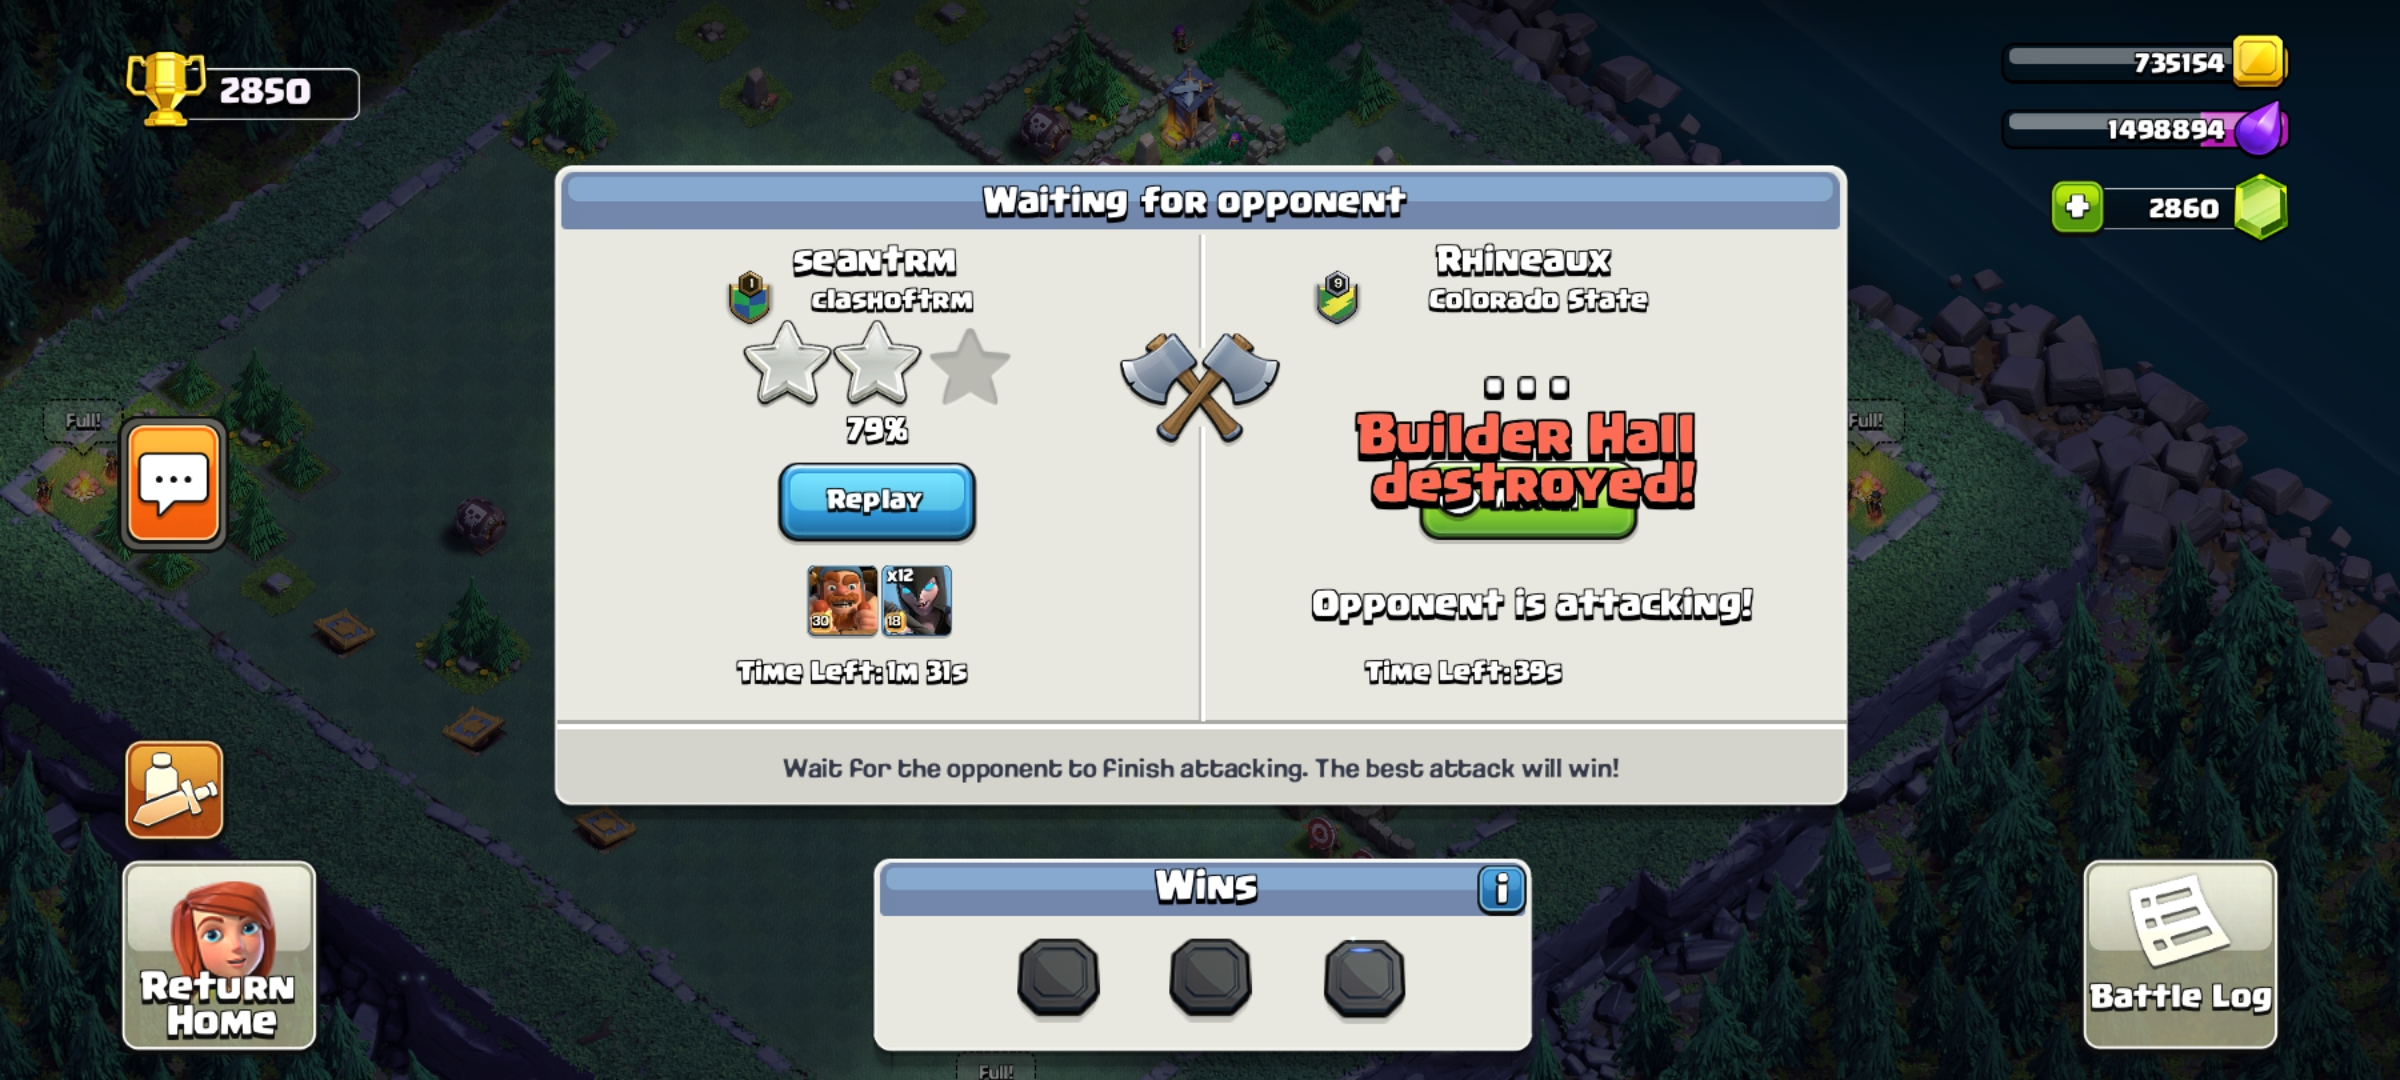 2850
735154
1498894
2860
Waiting for opponent
seantrm
1
clashoftrm
79%
Replay
30
x12
18
Time Left: 1m 31s
Rhineaux
9
Colorado State
Builder Hall
destroyed!
Opponent is attacking!
Time Left: 39s
Wait for the opponent to finish attacking. The best attack will win!
Full!
Full!
Wins
i
Return
Home
Battle Log
Full!